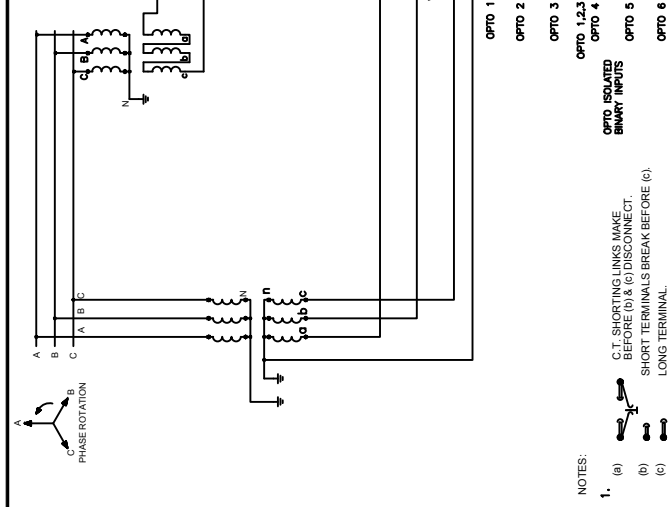 A
C
B
PHASE ROTATION
A
B
C
A
B
C
N
n
a
b
c
C
B
A
N
c
b
a
OPTO 1
OPTO 2
OPTO 3
OPTO 1,2,3
OPTO 4
OPTO 5
OPTO 6
OPTO ISOLATED
BINARY INPUTS
NOTES:
1.
(a) C.T. SHORTING LINKS MAKE
BEFORE (b) & (c) DISCONNECT.
(b) SHORT TERMINALS BREAK BEFORE (c).
(c) LONG TERMINAL.